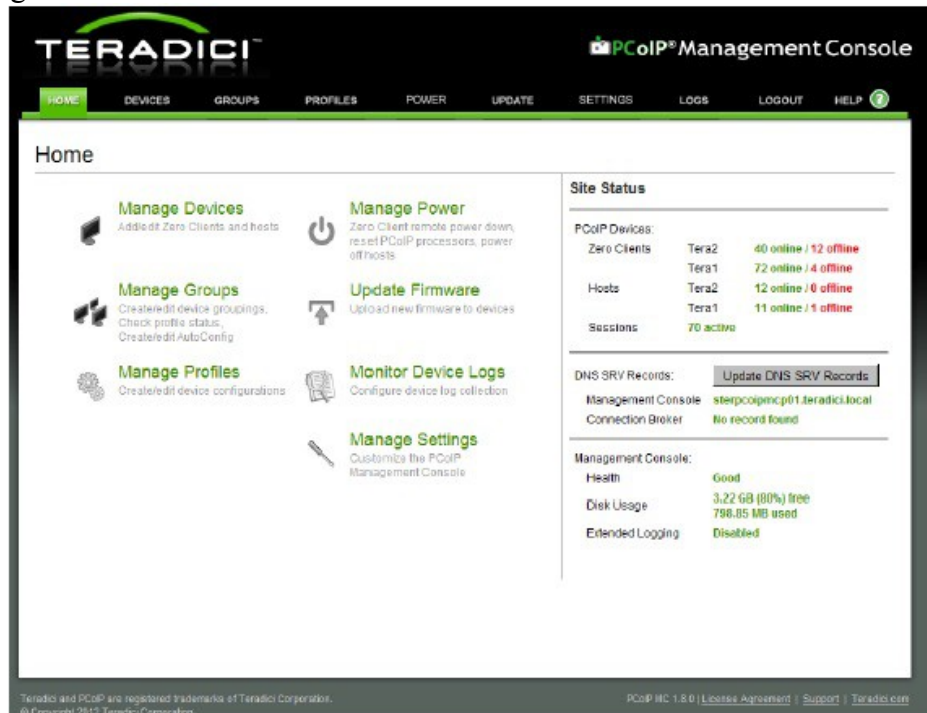 TERADICI™
PCoIP® Management Console
HOME DEVICES GROUPS PROFILES POWER UPDATE SETTINGS LOGS LOGOUT HELP ?
Home
Manage Devices
Add/edit Zero Clients and hosts
Manage Groups
Create/edit device groupings,
Check profile status,
Create/edit AutoConfig
Manage Profiles
Create/edit device configurations
Manage Power
Zero Client remote power down,
reset PCoIP processors, power
off hosts
Update Firmware
Upload new firmware to devices
Monitor Device Logs
Configure device log collection
Manage Settings
Customize the PCoIP
Management Console
Site Status
PCoIP Devices:
Zero Clients Tera2 40 online / 12 offline
Tera1 72 online / 4 offline
Hosts Tera2 12 online / 0 offline
Tera1 11 online / 1 offline
Sessions 70 active
DNS SRV Records: Update DNS SRV Records
Management Console sterpcoipmcp01.teradici.local
Connection Broker No record found
Management Console:
Health Good
Disk Usage 3.22 GB (80%) free
798.85 MB used
Extended Logging Disabled
Teradici and PCoIP are registered trademarks of Teradici Corporation.
PCoIP MC 1.8.0 | License Agreement | Support | Teradici.com
© Copyright 2012 Teradici Corporation